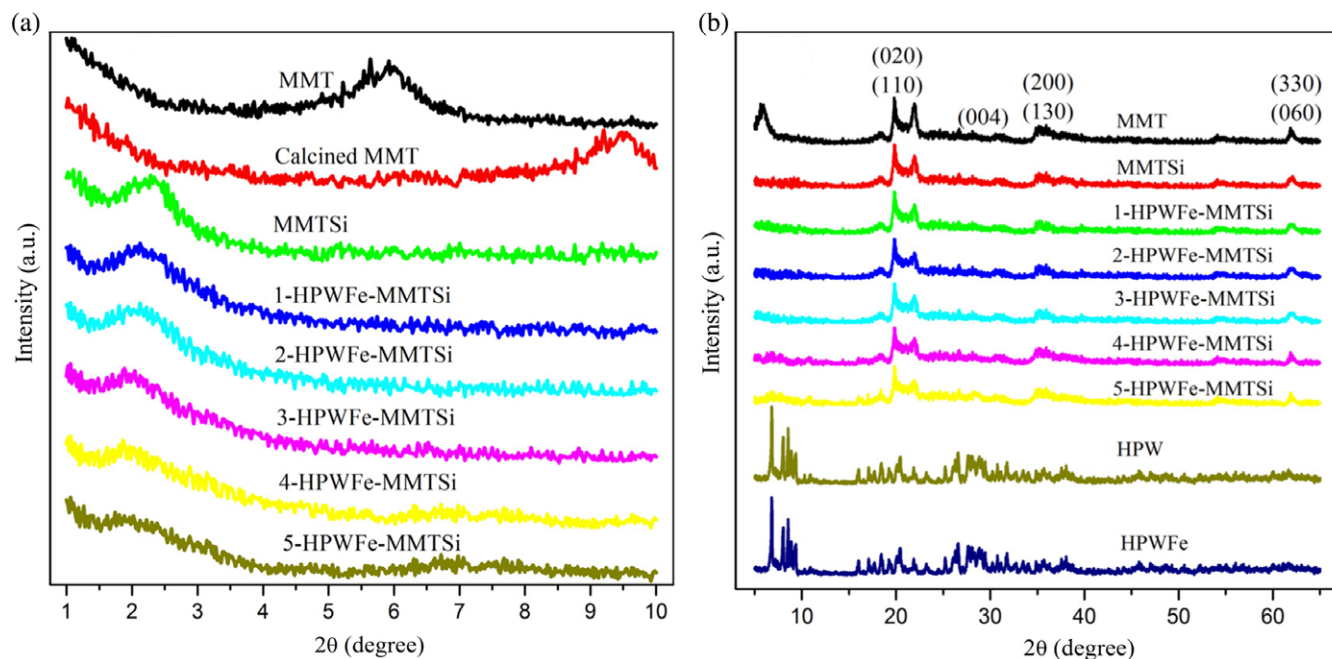 (a)
MMT
Calcined MMT
MMTSi
1-HPWFe-MMTSi
2-HPWFe-MMTSi
3-HPWFe-MMTSi
4-HPWFe-MMTSi
5-HPWFe-MMTSi
Intensity (a.u.)
1 2 3 4 5 6 7 8 9 10
2θ (degree)
(b)
(020)
(110)
(004)
(200)
(130)
(330)
(060)
MMT
MMTSi
1-HPWFe-MMTSi
2-HPWFe-MMTSi
3-HPWFe-MMTSi
4-HPWFe-MMTSi
5-HPWFe-MMTSi
HPW
HPWFe
Intensity (a.u.)
10 20 30 40 50 60
2θ (degree)